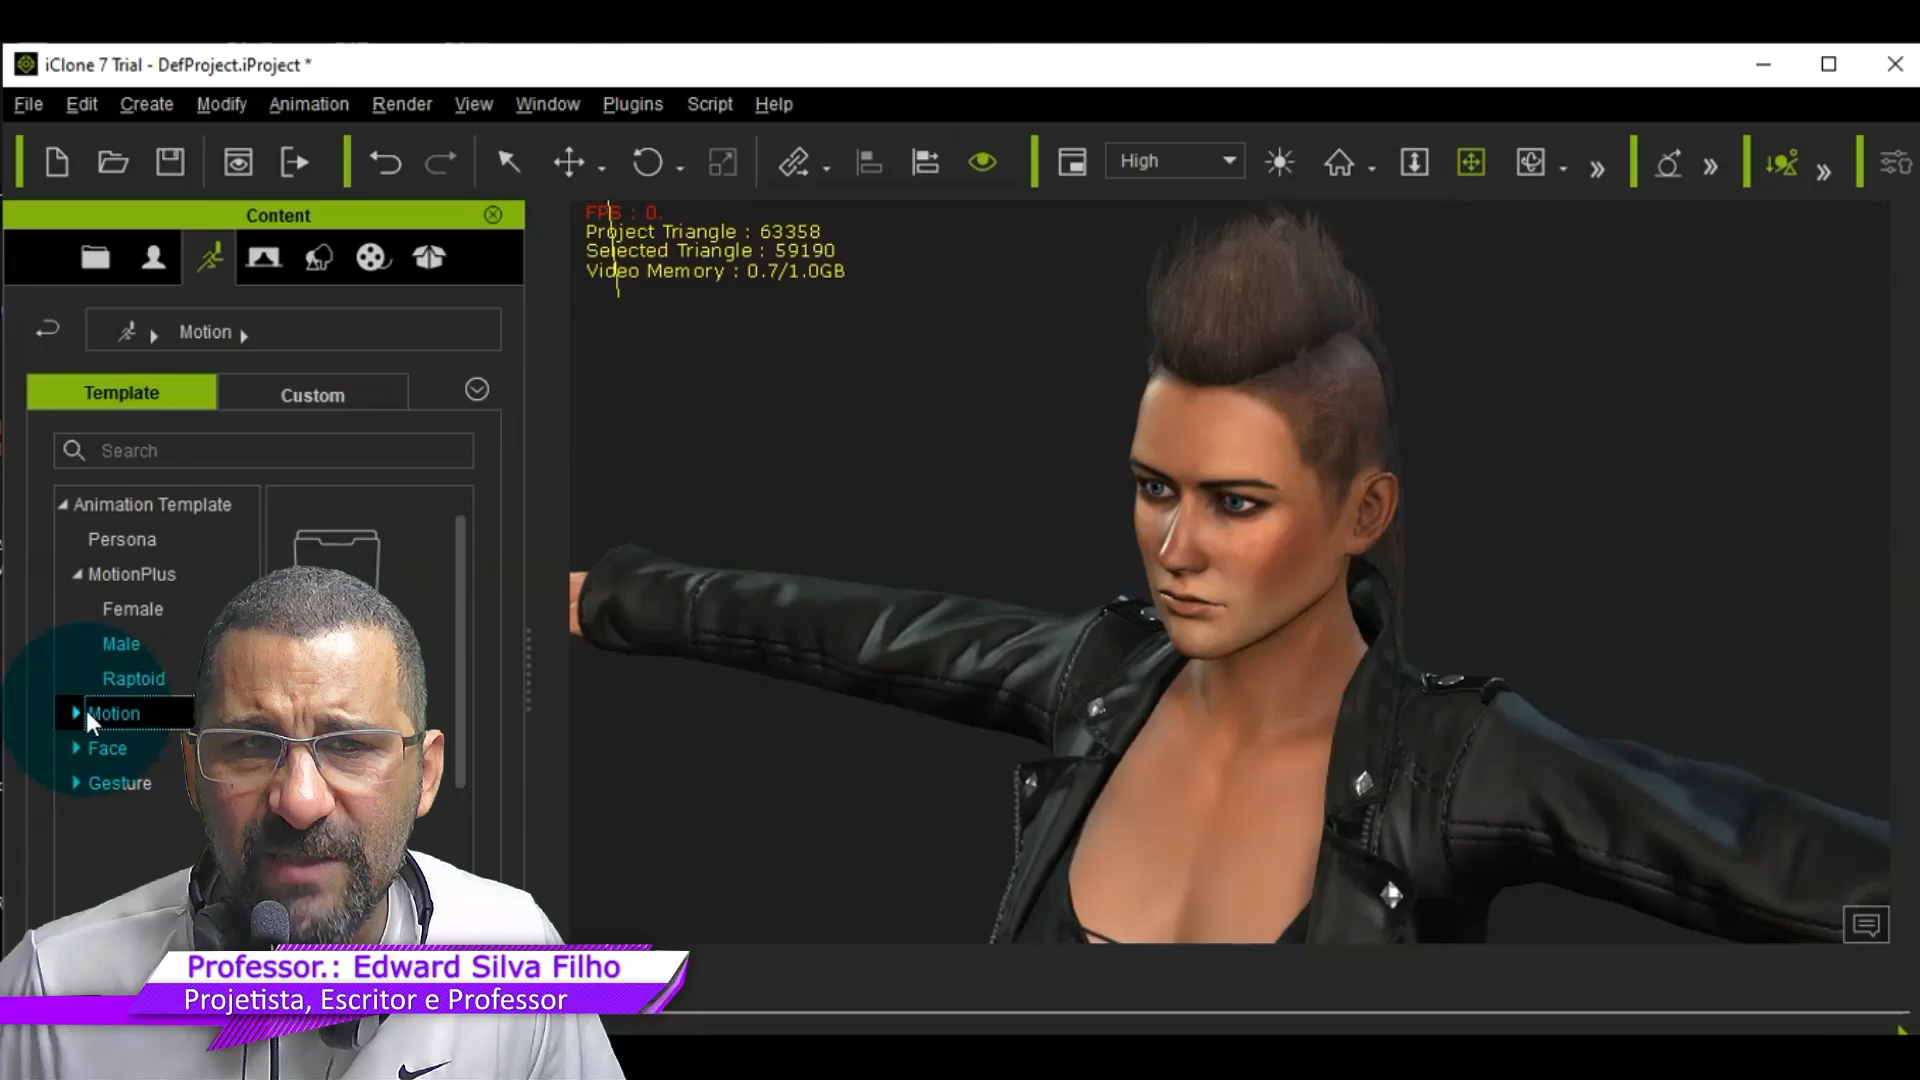 iClone 7 Trial - DefProject.iProject *
File Edit Create Modify Animation Render View Window Plugins Script Help
High
Content
FPS : 0.
Project Triangle : 63358
Selected Triangle : 59190
Video Memory : 0.7/1.0GB
Motion
Template Custom
Search
Animation Template
Persona
MotionPlus
Female
Male
Raptoid
Motion
Face
Gesture
Professor.: Edward Silva Filho
Projetista, Escritor e Professor